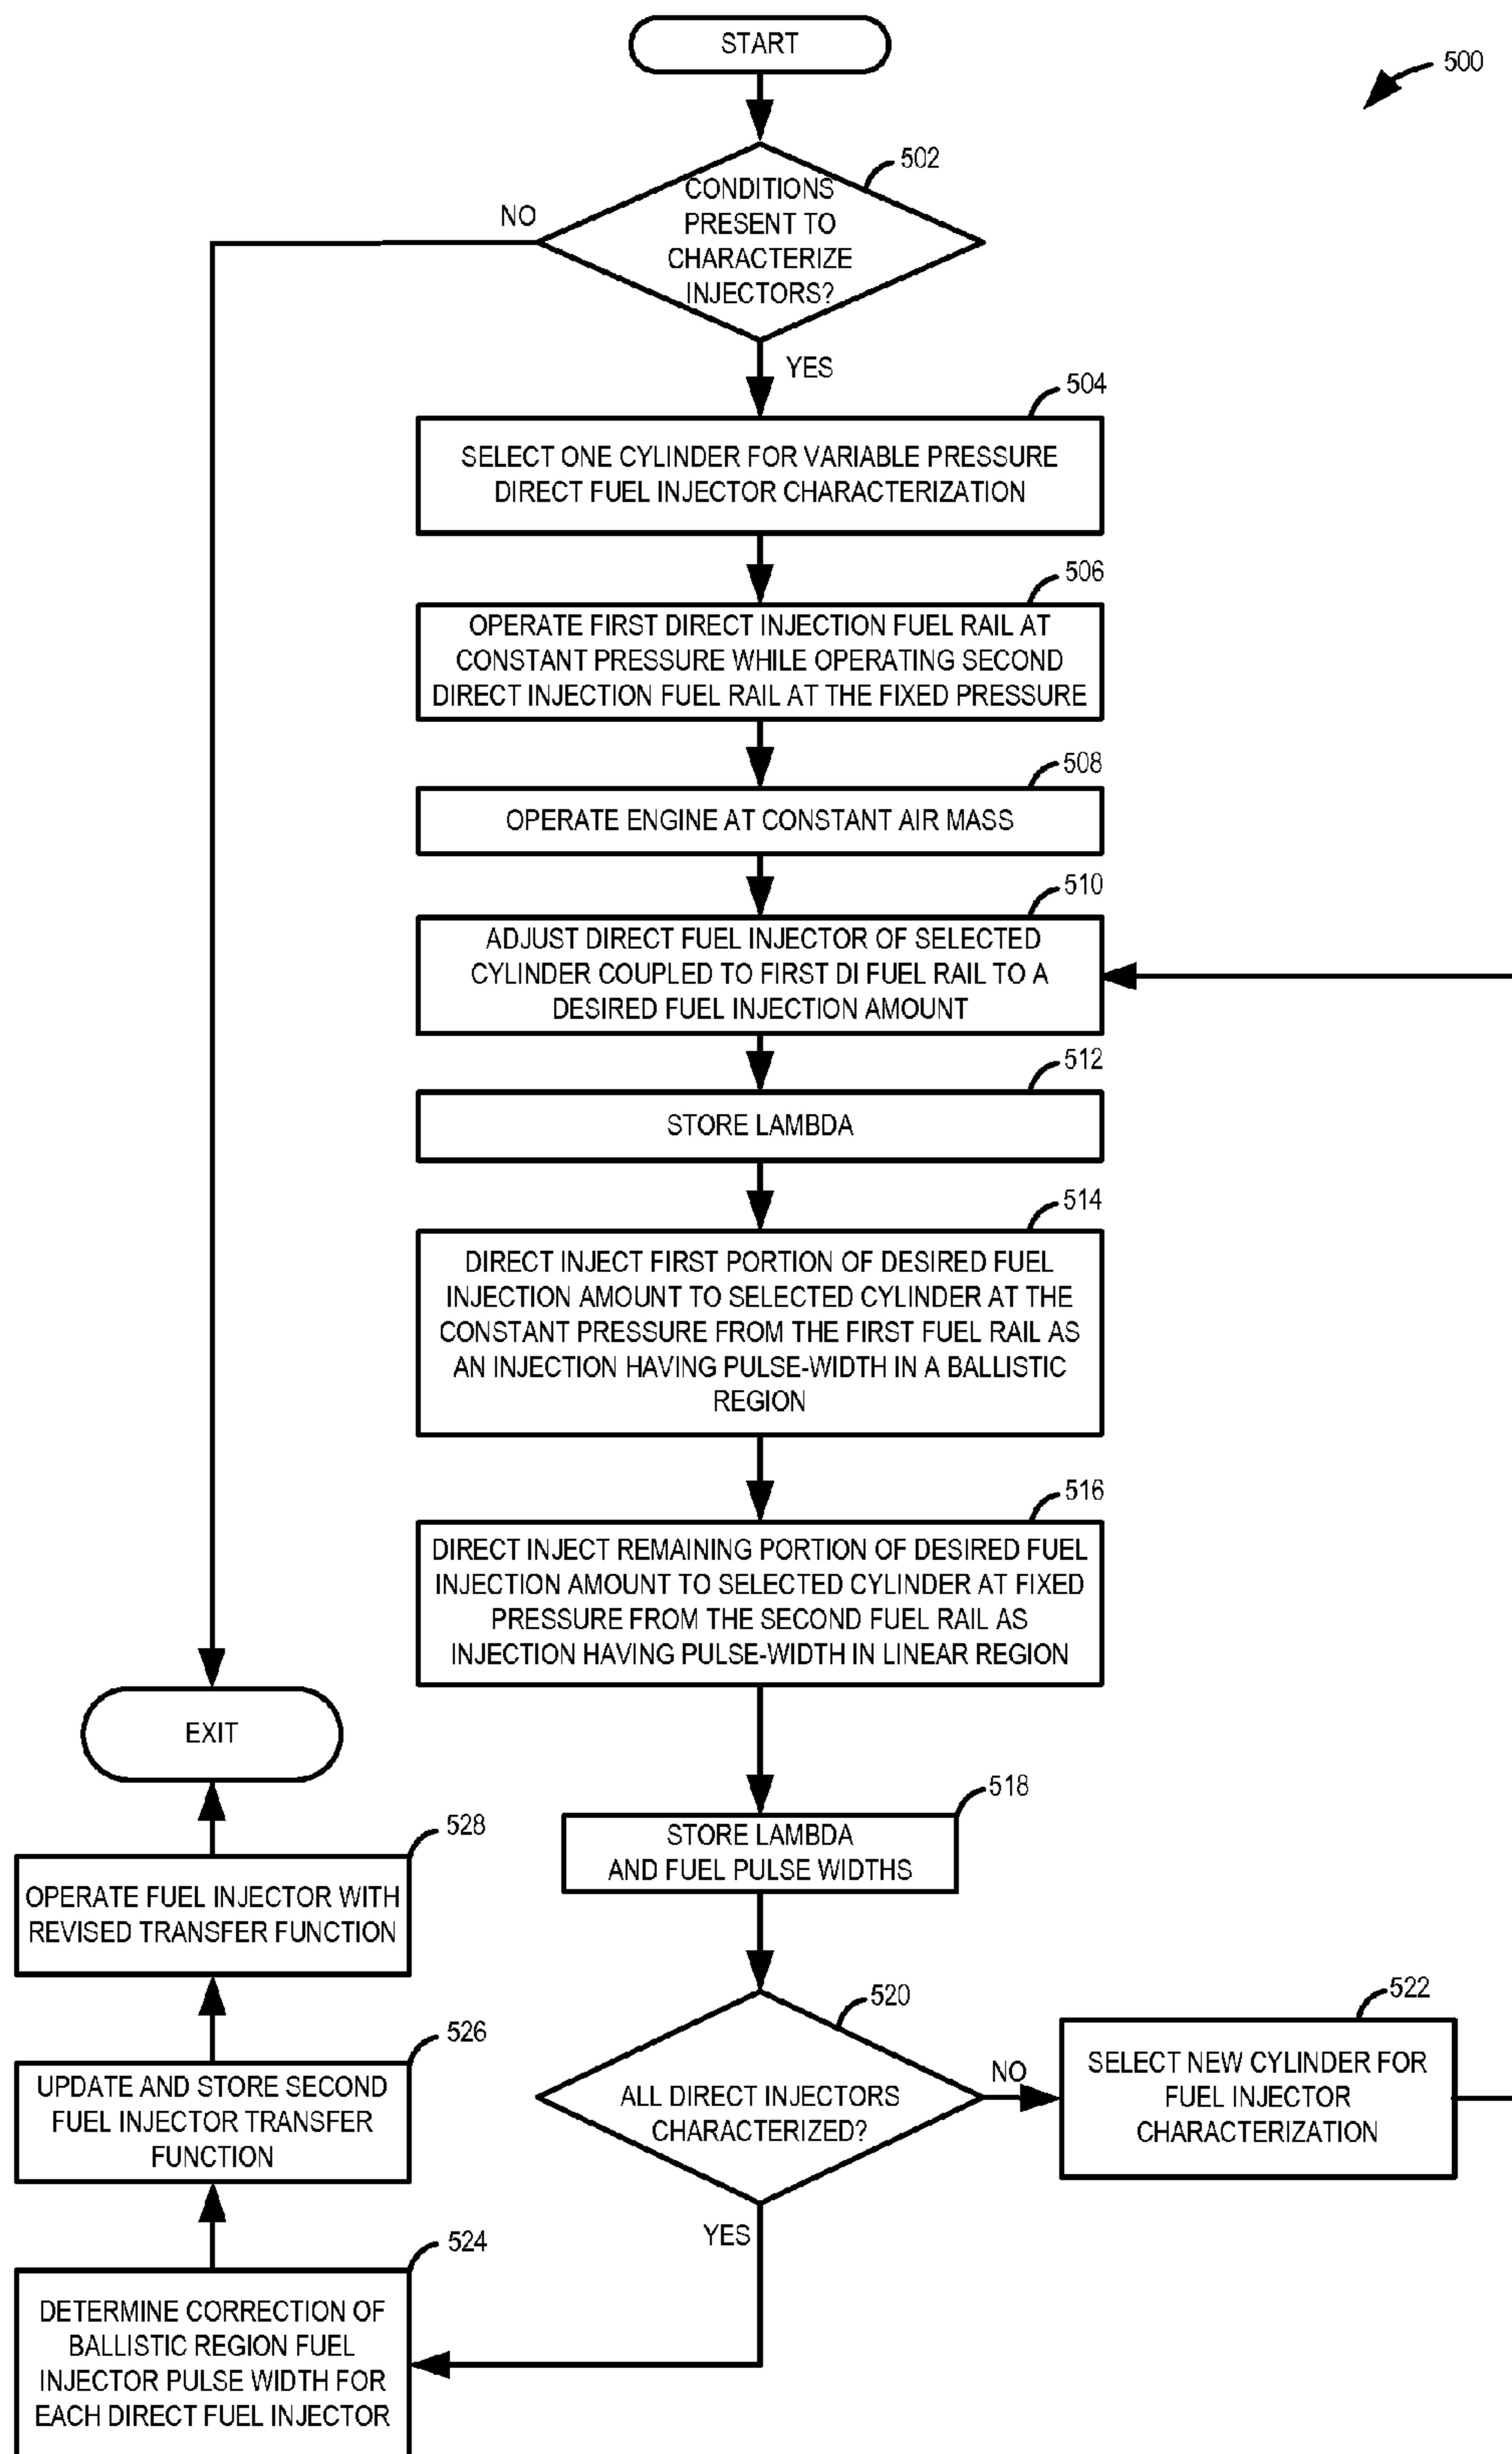 START
500
502
CONDITIONS
PRESENT TO
CHARACTERIZE
INJECTORS?
NO
YES
504
SELECT ONE CYLINDER FOR VARIABLE PRESSURE
DIRECT FUEL INJECTOR CHARACTERIZATION
506
OPERATE FIRST DIRECT INJECTION FUEL RAIL AT
CONSTANT PRESSURE WHILE OPERATING SECOND
DIRECT INJECTION FUEL RAIL AT THE FIXED PRESSURE
508
OPERATE ENGINE AT CONSTANT AIR MASS
510
ADJUST DIRECT FUEL INJECTOR OF SELECTED
CYLINDER COUPLED TO FIRST DI FUEL RAIL TO A
DESIRED FUEL INJECTION AMOUNT
512
STORE LAMBDA
514
DIRECT INJECT FIRST PORTION OF DESIRED FUEL
INJECTION AMOUNT TO SELECTED CYLINDER AT THE
CONSTANT PRESSURE FROM THE FIRST FUEL RAIL AS
AN INJECTION HAVING PULSE-WIDTH IN A BALLISTIC
REGION
516
DIRECT INJECT REMAINING PORTION OF DESIRED FUEL
INJECTION AMOUNT TO SELECTED CYLINDER AT FIXED
PRESSURE FROM THE SECOND FUEL RAIL AS
INJECTION HAVING PULSE-WIDTH IN LINEAR REGION
518
STORE LAMBDA
AND FUEL PULSE WIDTHS
520
ALL DIRECT INJECTORS
CHARACTERIZED?
NO
522
SELECT NEW CYLINDER FOR
FUEL INJECTOR
CHARACTERIZATION
YES
524
DETERMINE CORRECTION OF
BALLISTIC REGION FUEL
INJECTOR PULSE WIDTH FOR
EACH DIRECT FUEL INJECTOR
526
UPDATE AND STORE SECOND
FUEL INJECTOR TRANSFER
FUNCTION
528
OPERATE FUEL INJECTOR WITH
REVISED TRANSFER FUNCTION
EXIT